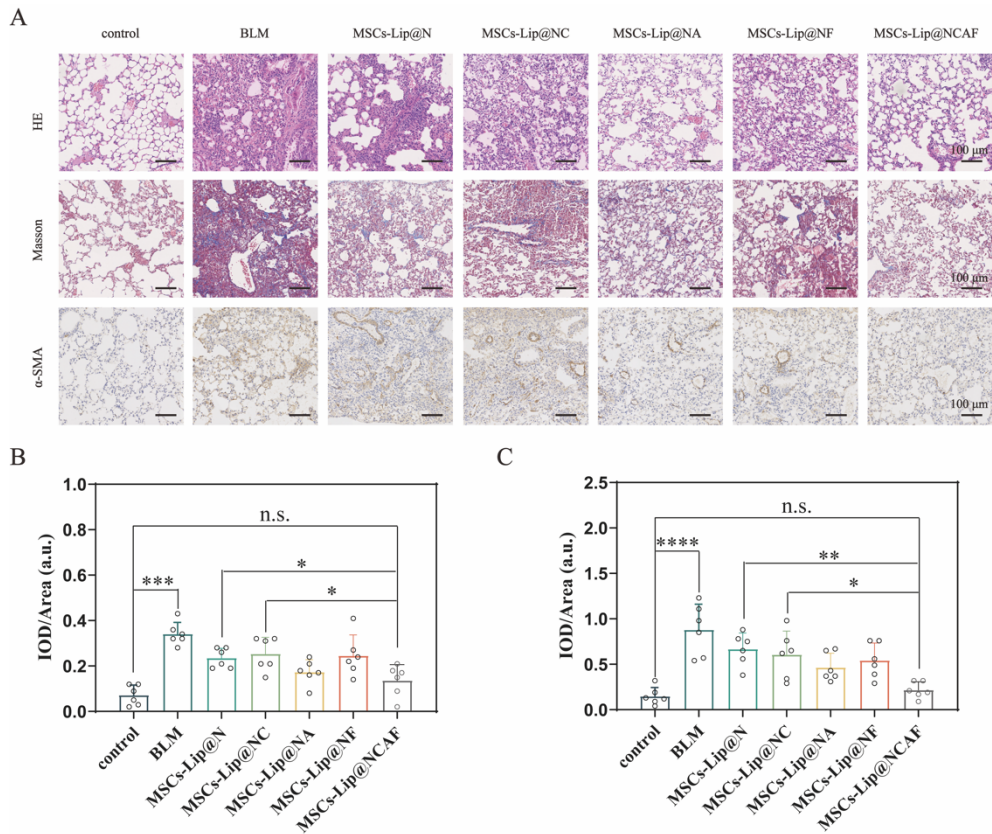 A
control BLM MSCs-Lip@N MSCs-Lip@NC MSCs-Lip@NA MSCs-Lip@NF MSCs-Lip@NCAF
HE
100 μm
Masson
100 μm
α-SMA
100 μm
B
IOD/Area (a.u.)
1.0
0.8
0.6
0.4
0.2
0.0
n.s.
*
***
*
control
BLM
MSCs-Lip@N
MSCs-Lip@NC
MSCs-Lip@NA
MSCs-Lip@NF
MSCs-Lip@NCAF
C
IOD/Area (a.u.)
2.5
2.0
1.5
1.0
0.5
0.0
n.s.
****
**
*
control
BLM
MSCs-Lip@N
MSCs-Lip@NC
MSCs-Lip@NA
MSCs-Lip@NF
MSCs-Lip@NCAF